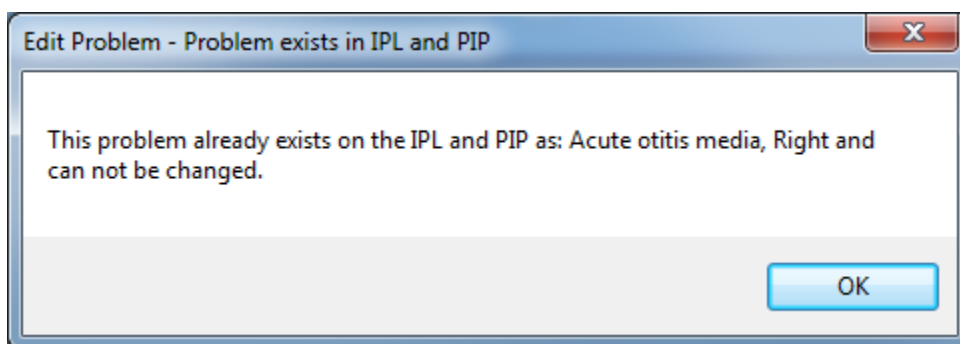 Edit Problem - Problem exists in IPL and PIP
This problem already exists on the IPL and PIP as: Acute otitis media, Right and
can not be changed.
OK